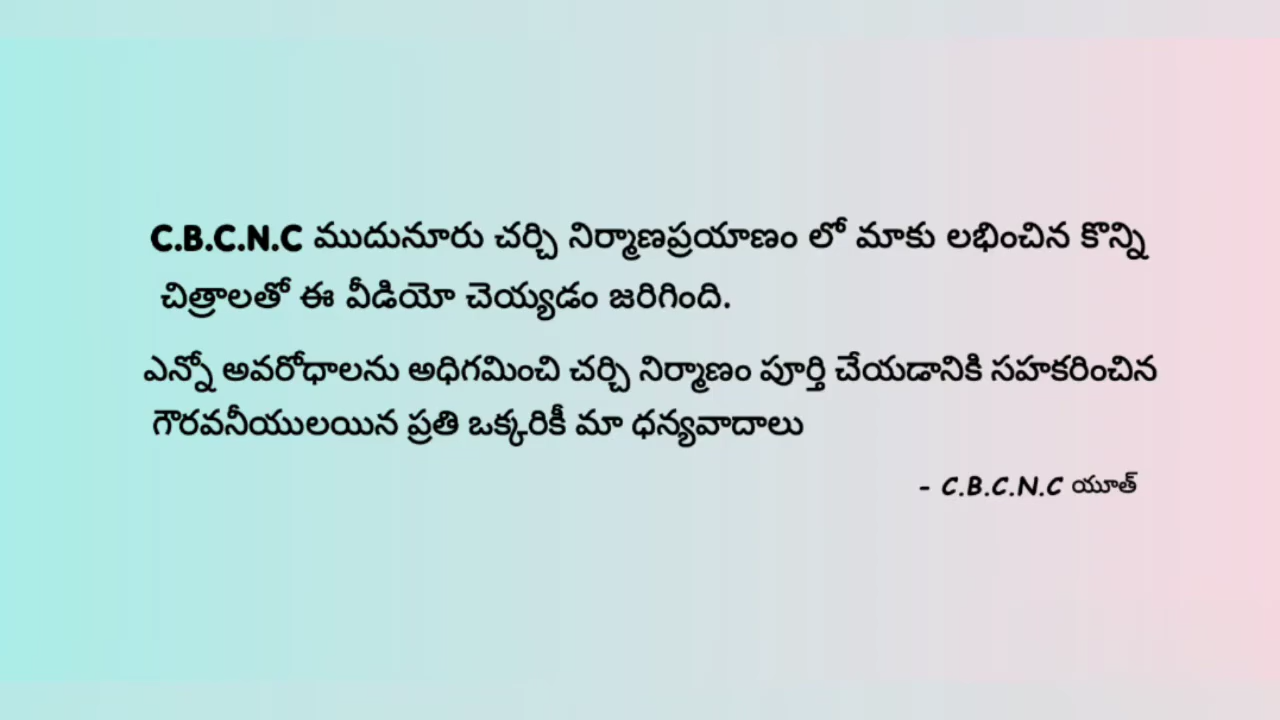 C.B.C.N.C ముదునూరు చర్చి నిర్మాణప్రయాణం లో మాకు లభించిన కొన్ని
చిత్రాలతో ఈ వీడియో చెయ్యడం జరిగింది.
ఎన్నో అవరోధాలను అధిగమించి చర్చి నిర్మాణం పూర్తి చేయడానికి సహకరించిన
గౌరవనీయులయిన ప్రతి ఒక్కరికీ మా ధన్యవాదాలు
- C.B.C.N.C యూత్